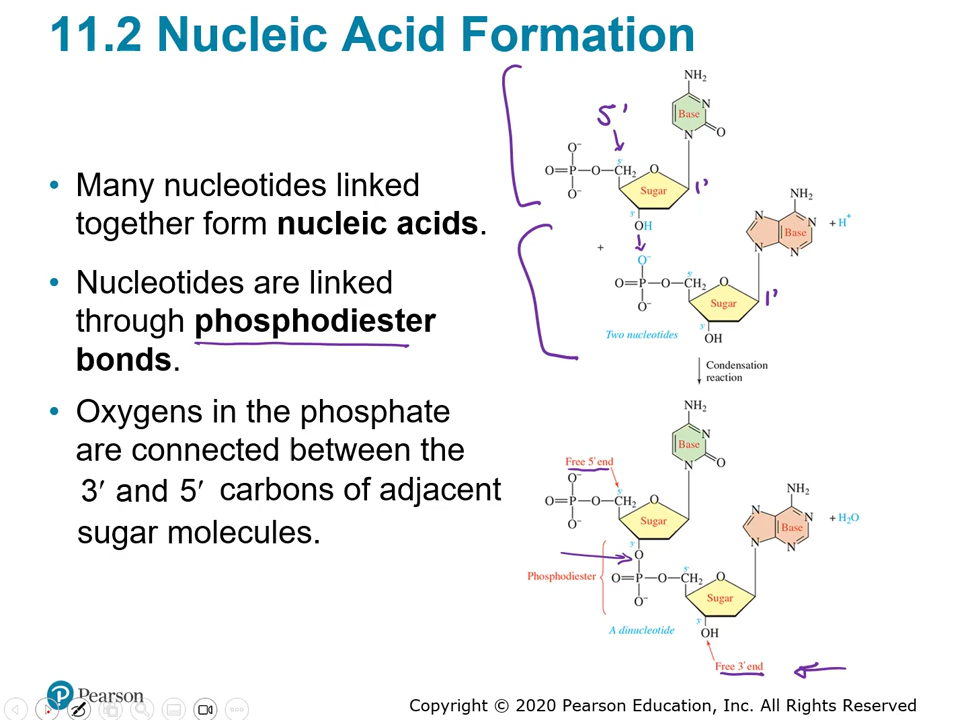 11.2 Nucleic Acid Formation
• Many nucleotides linked
together form nucleic acids.
• Nucleotides are linked
through phosphodiester
bonds.
• Oxygens in the phosphate
are connected between the
3′ and 5′ carbons of adjacent
sugar molecules.
NH₂
N
Base
N
O
5'
O⁻
5'
O=P—O—CH₂
O
O⁻
Sugar
1'
3'
OH
+
NH₂
N
N
Base
N
N
+ H⁺
O⁻
5'
O=P—O—CH₂
O
O⁻
Sugar
1'
3'
Two nucleotides
OH
Condensation
reaction
NH₂
N
Base
N
O
Free 5' end
O⁻
5'
O=P—O—CH₂
O
O⁻
Sugar
3'
O
NH₂
N
N
Base
N
N
+ H₂O
Phosphodiester
5'
O=P—O—CH₂
O
O⁻
Sugar
3'
A dinucleotide
OH
Free 3' end
P Pearson
Copyright © 2020 Pearson Education, Inc. All Rights Reserved